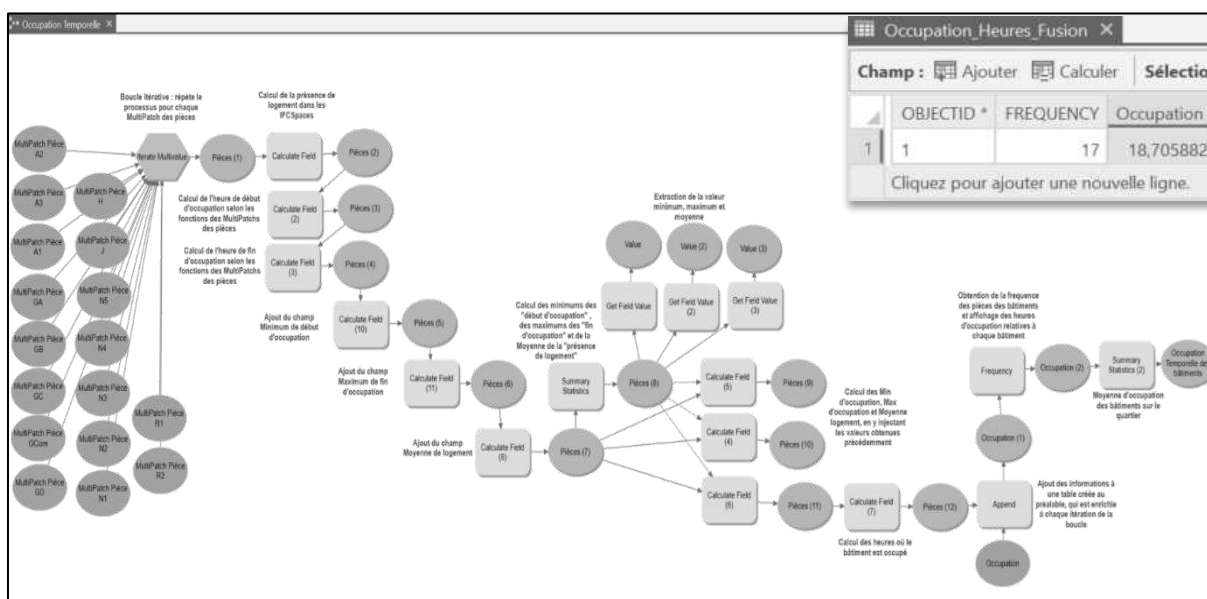 Occupation Temporelle
Occupation_Heures_Fusion
Champ : Ajouter Calculer Sélectio
OBJECTID * FREQUENCY Occupation
1 1 17 18,705882
Cliquez pour ajouter une nouvelle ligne.
Boucle itérative : répète le
processus pour chaque
MultiPatch des pièces
MultiPatch Pièce
A2
MultiPatch Pièce
A3
MultiPatch Pièce
A1
MultiPatch Pièce
GA
MultiPatch Pièce
GB
MultiPatch Pièce
GC
MultiPatch Pièce
GCom
MultiPatch Pièce
GD
MultiPatch Pièce
H
MultiPatch Pièce
J
MultiPatch Pièce
N5
MultiPatch Pièce
N4
MultiPatch Pièce
N3
MultiPatch Pièce
N2
MultiPatch Pièce
N1
MultiPatch Pièce
R1
MultiPatch Pièce
R2
Iterate Multivalue
Pièces (1)
Calcul de la présence de
logement dans les
IFCSpaces
Calculate Field
Pièces (2)
Calcul de l'heure de début
d'occupation selon les
fonctions des MultiPatchs
des pièces
Calculate Field
(2)
Pièces (3)
Calcul de l'heure de fin
d'occupation selon les
fonctions des MultiPatchs
des pièces
Calculate Field
(3)
Pièces (4)
Ajout du champ
Minimum de début
d'occupation
Calculate Field
(10)
Pièces (5)
Ajout du champ
Maximum de fin
d'occupation
Calculate Field
(11)
Pièces (6)
Ajout du champ
Moyenne de logement
Calculate Field
(8)
Pièces (7)
Calcul des minimums des
"début d'occupation" ,
des maximums des "fin
d'occupation" et de la
Moyenne de la "présence
de logement"
Summary
Statistics
Pièces (8)
Extraction de la valeur
minimum, maximum et
moyenne
Value
Value (2)
Value (3)
Get Field Value
Get Field Value
(2)
Get Field Value
(3)
Calculate Field
(5)
Pièces (9)
Calculate Field
(4)
Pièces (10)
Calcul des Min
d'occupation, Max
d'occupation et Moyenne
logement, en y injectant
les valeurs obtenues
précédemment
Calculate Field
(6)
Pièces (11)
Calculate Field
(7)
Calcul des heures où le
bâtiment est occupé
Pièces (12)
Append
Occupation
Ajout des informations à
une table créée au
préalable, qui est enrichie
à chaque itération de la
boucle
Occupation (1)
Obtention de la frequence
des pièces des bâtiments
et affichage des heures
d'occupation relatives à
chaque bâtiment
Frequency
Occupation (2)
Summary
Statistics (2)
Moyenne d'occupation
des bâtiments sur le
quartier
Occupation
Temporelle des
bâtiments